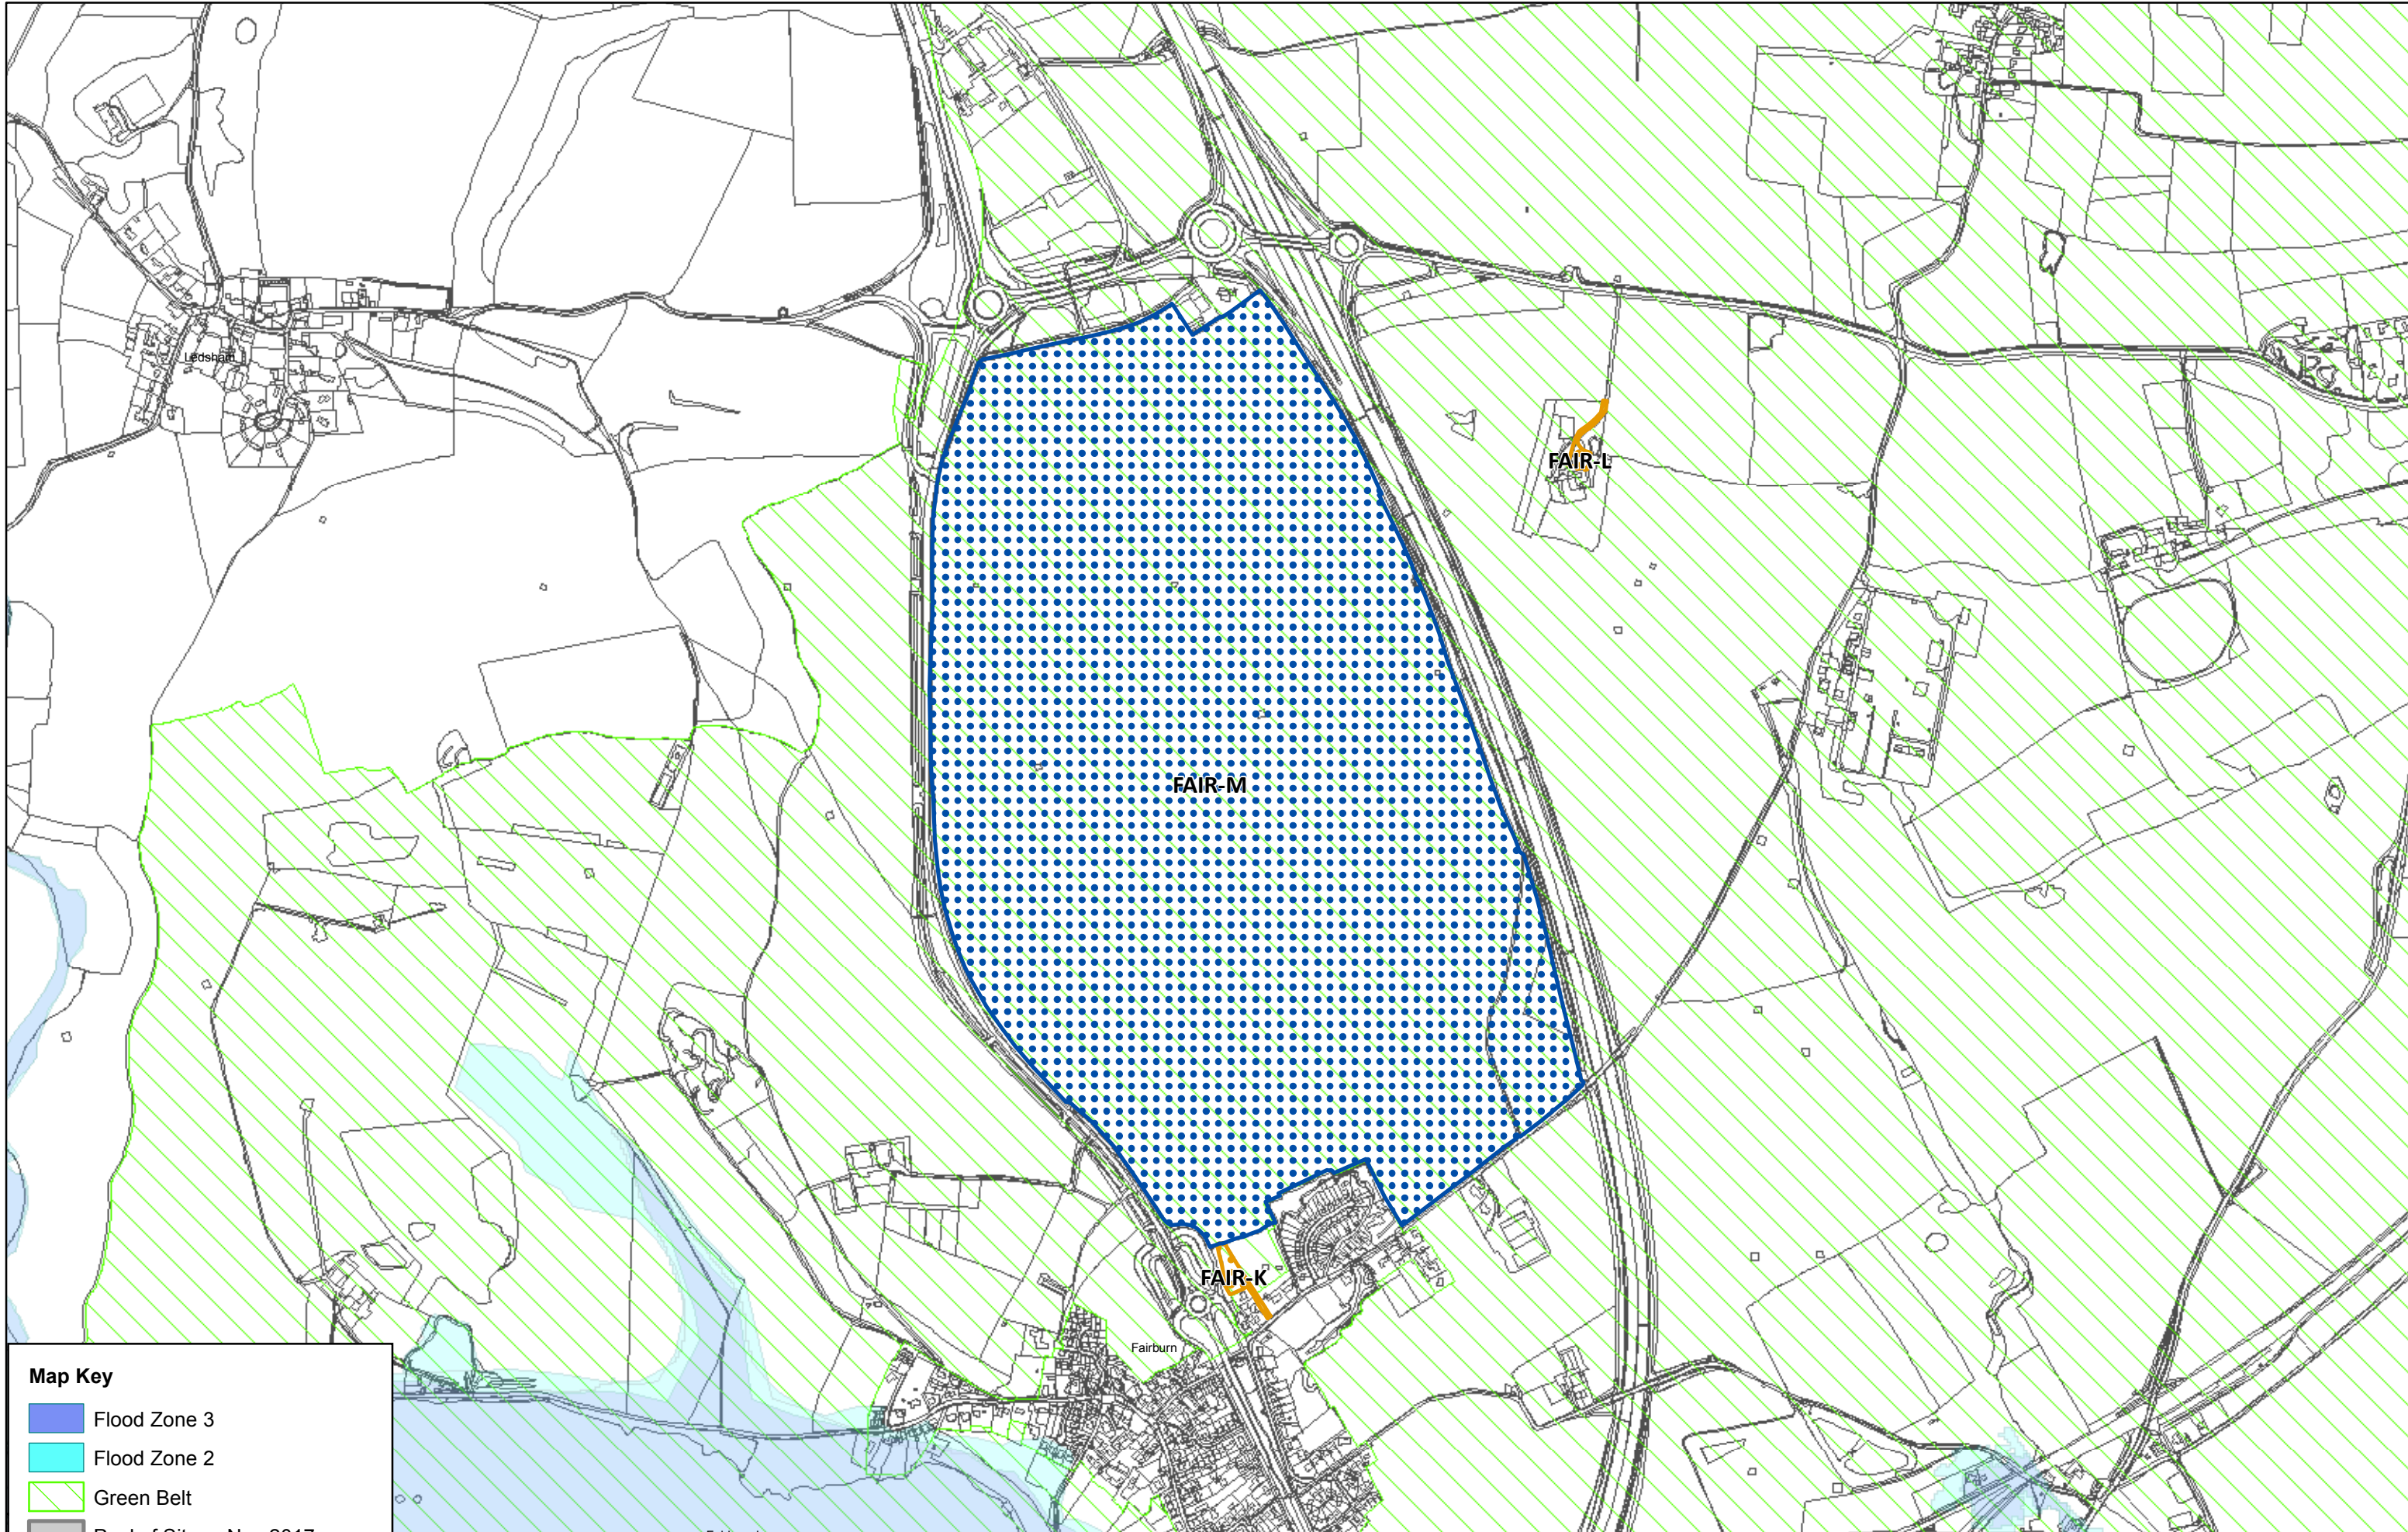 Ledsham
FAIR-L
FAIR-M
FAIR-K
Fairburn
Map Key
Flood Zone 3
Flood Zone 2
Green Belt